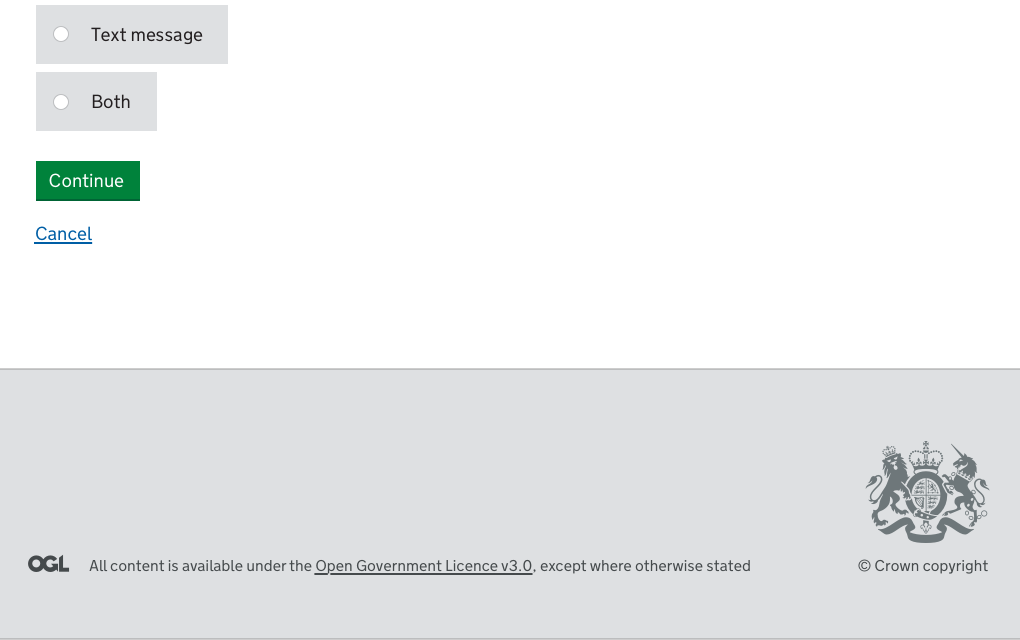 Text message
Both
Continue
Cancel
OGL All content is available under the Open Government Licence v3.0, except where otherwise stated
© Crown copyright